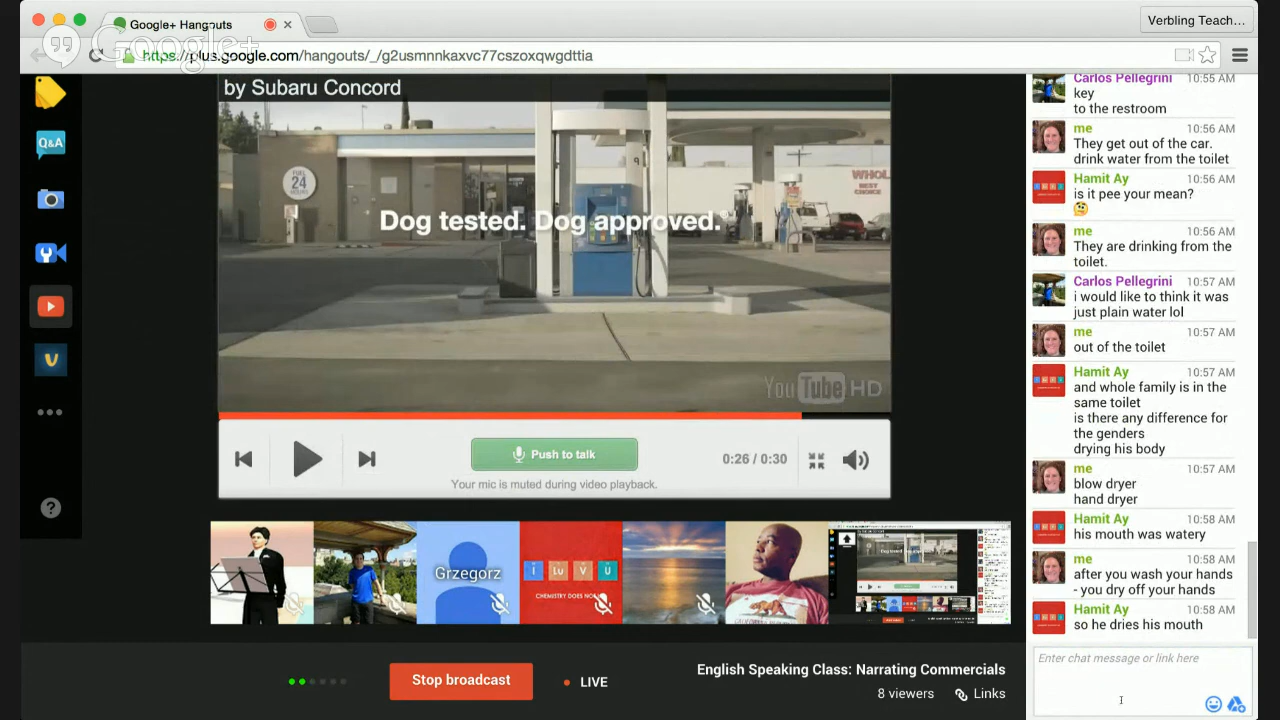 Google+ Hangouts
Verbling Teach...
Google+
https://plus.google.com/hangouts/_/g2usmnnkaxvc77cszoxqwgdttia
Q&A
by Subaru Concord
FUEL
24
9
WHOL
BEST
CHOICE
Dog tested. Dog approved.®
YouTube HD
Push to talk
0:26 / 0:30
Your mic is muted during video playback.
?
Grzegorz
i Lu V U
CHEMISTRY DOES NO
Stop broadcast
LIVE
English Speaking Class: Narrating Commercials
8 viewers
Links
Carlos Pellegrini 10:55 AM
key
to the restroom
me 10:56 AM
They get out of the car.
drink water from the toilet
Hamit Ay 10:56 AM
is it pee your mean?
me 10:56 AM
They are drinking from the
toilet.
Carlos Pellegrini 10:57 AM
i would like to think it was
just plain water lol
me 10:57 AM
out of the toilet
Hamit Ay 10:57 AM
and whole family is in the
same toilet
is there any difference for
the genders
drying his body
me 10:57 AM
blow dryer
hand dryer
Hamit Ay 10:58 AM
his mouth was watery
me 10:58 AM
after you wash your hands
- you dry off your hands
Hamit Ay 10:58 AM
so he dries his mouth
Enter chat message or link here